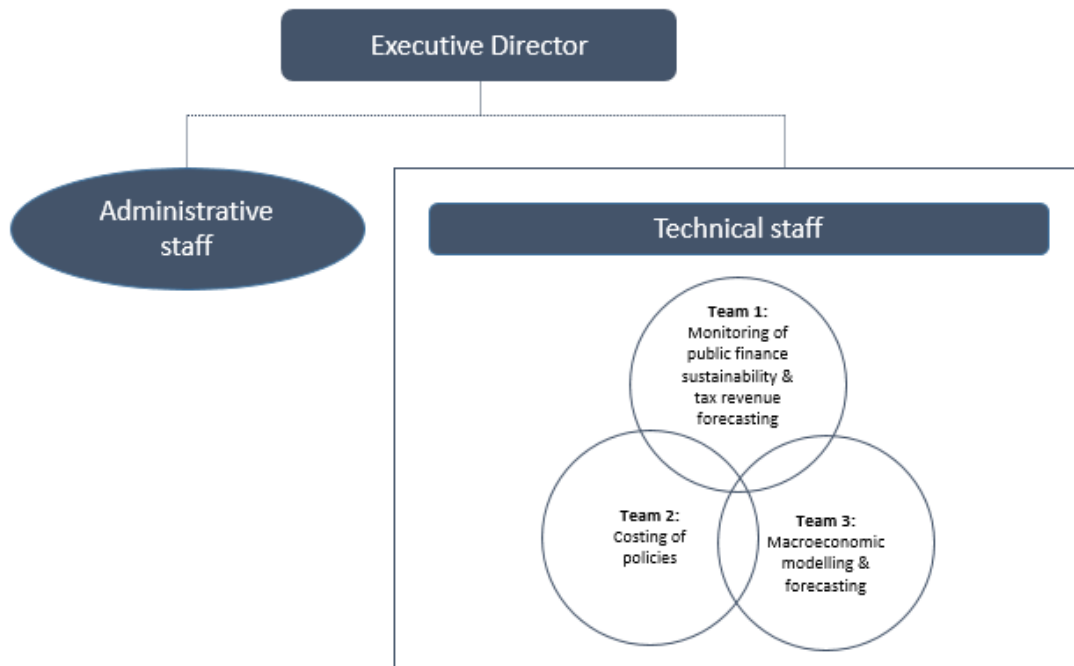 Executive Director
Administrative
staff
Technical staff
Team 1:
Monitoring of
public finance
sustainability &
tax revenue
forecasting
Team 2:
Costing of
policies
Team 3:
Macroeconomic
modelling &
forecasting